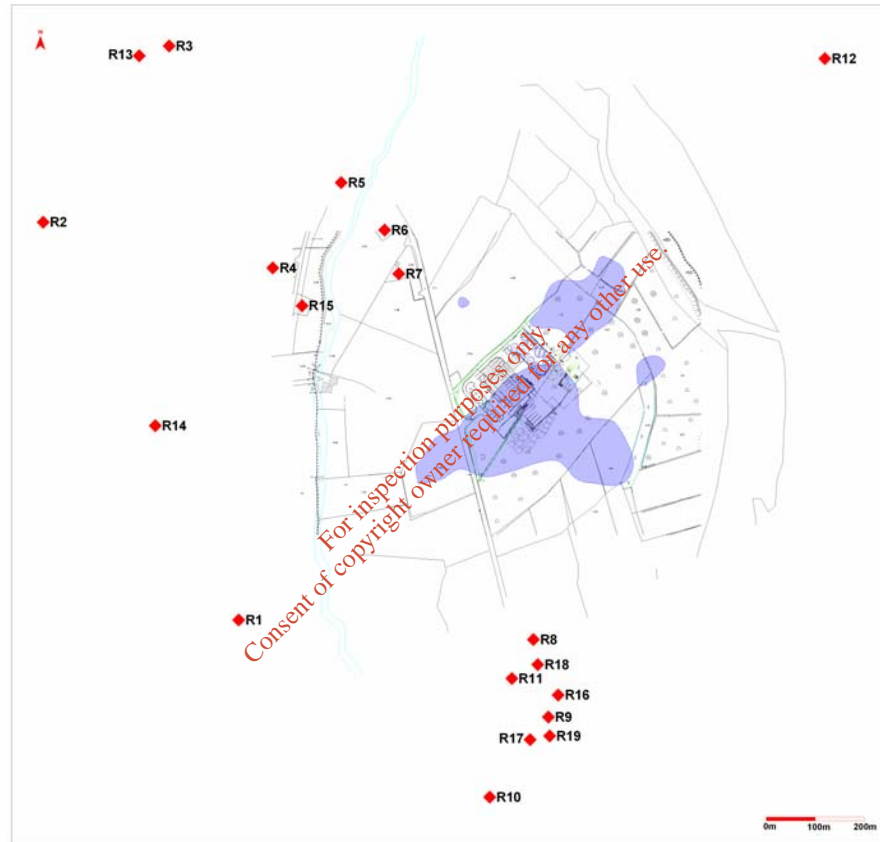 R13
R3
R12
R5
R2
R6
R4
R7
R15
R14
For inspection purposes only.
Consent of copyright owner required for any other use.
R1
R8
R18
R11
R16
R9
R17
R19
R10
0m 100m 200m